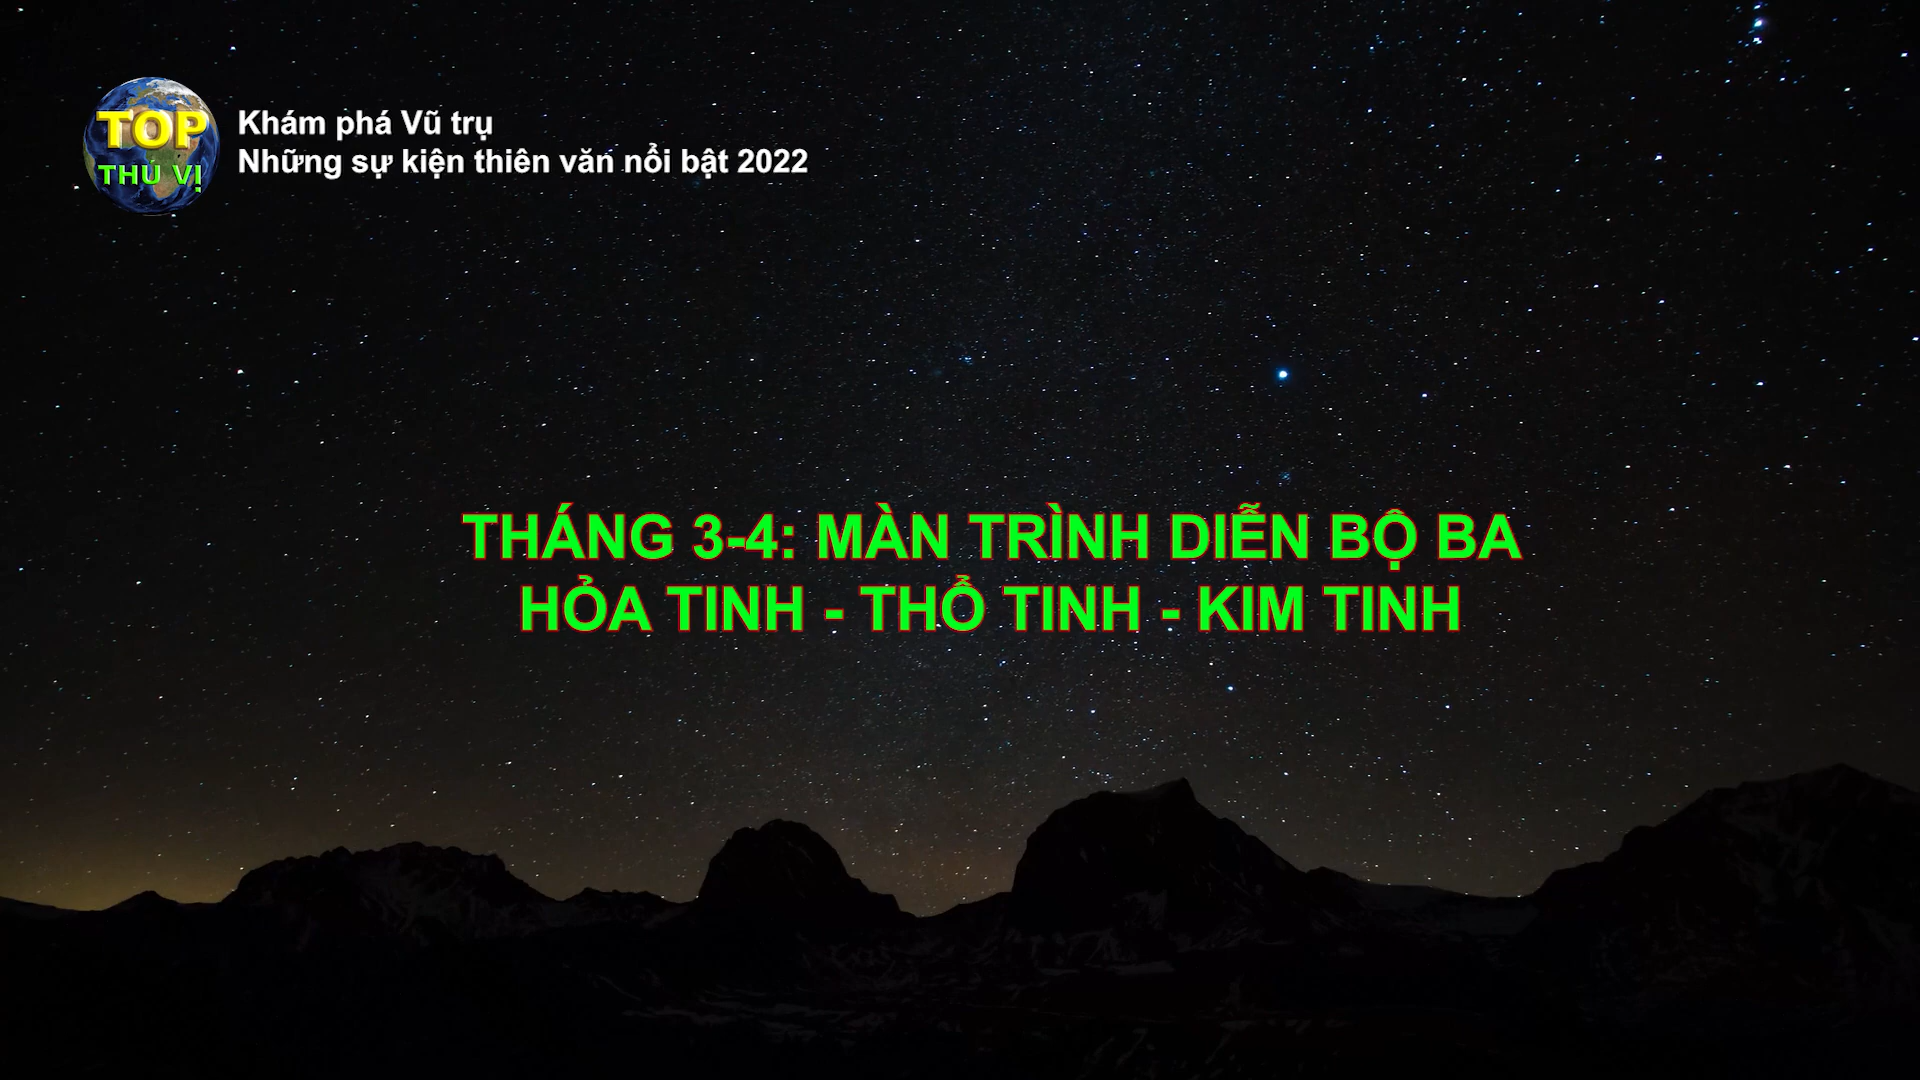 TOP
THÚ VỊ
Khám phá Vũ trụ
Những sự kiện thiên văn nổi bật 2022
THÁNG 3-4: MÀN TRÌNH DIỄN BỘ BA
HỎA TINH - THỔ TINH - KIM TINH